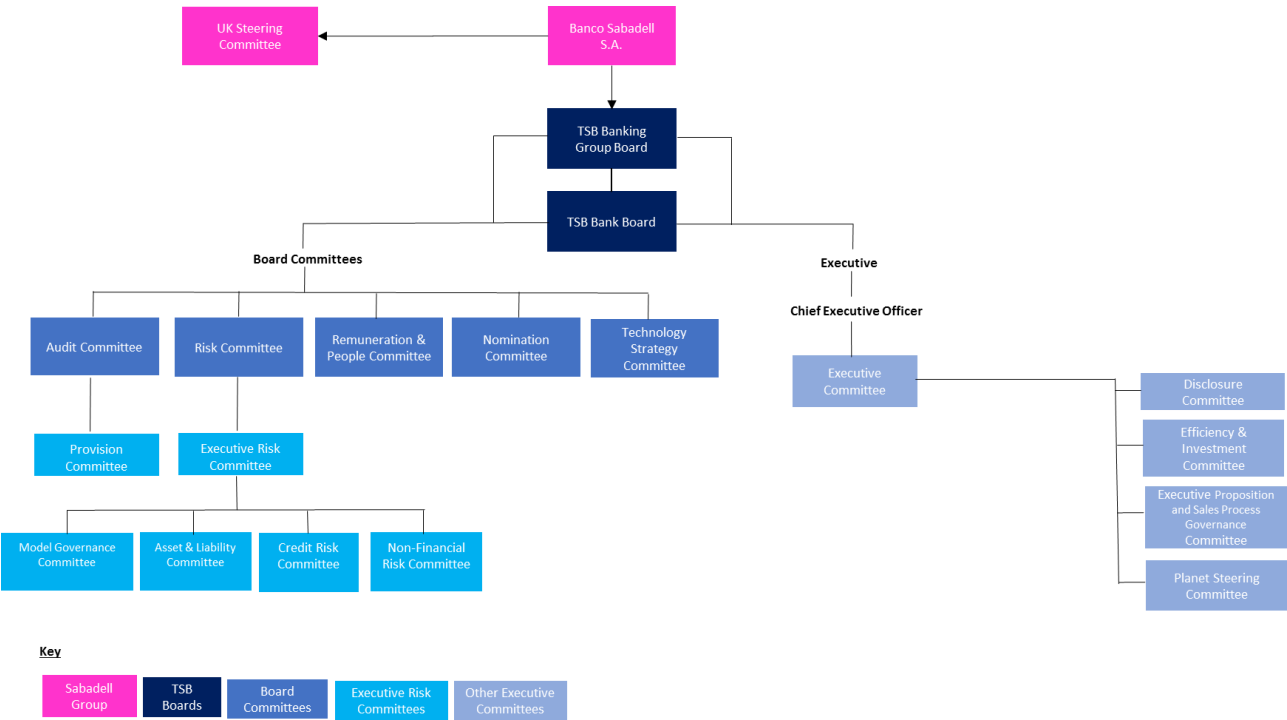 UK Steering
Committee
Banco Sabadell
S.A.
TSB Banking
Group Board
TSB Bank Board
Board Committees
Executive
Chief Executive Officer
Audit Committee
Risk Committee
Remuneration &
People Committee
Nomination
Committee
Technology
Strategy
Committee
Executive
Committee
Disclosure
Committee
Efficiency &
Investment
Committee
Executive Proposition
and Sales Process
Governance
Committee
Planet Steering
Committee
Provision
Committee
Executive Risk
Committee
Model Governance
Committee
Asset & Liability
Committee
Credit Risk
Committee
Non-Financial
Risk Committee
Key
Sabadell
Group
TSB
Boards
Board
Committees
Executive Risk
Committees
Other Executive
Committees